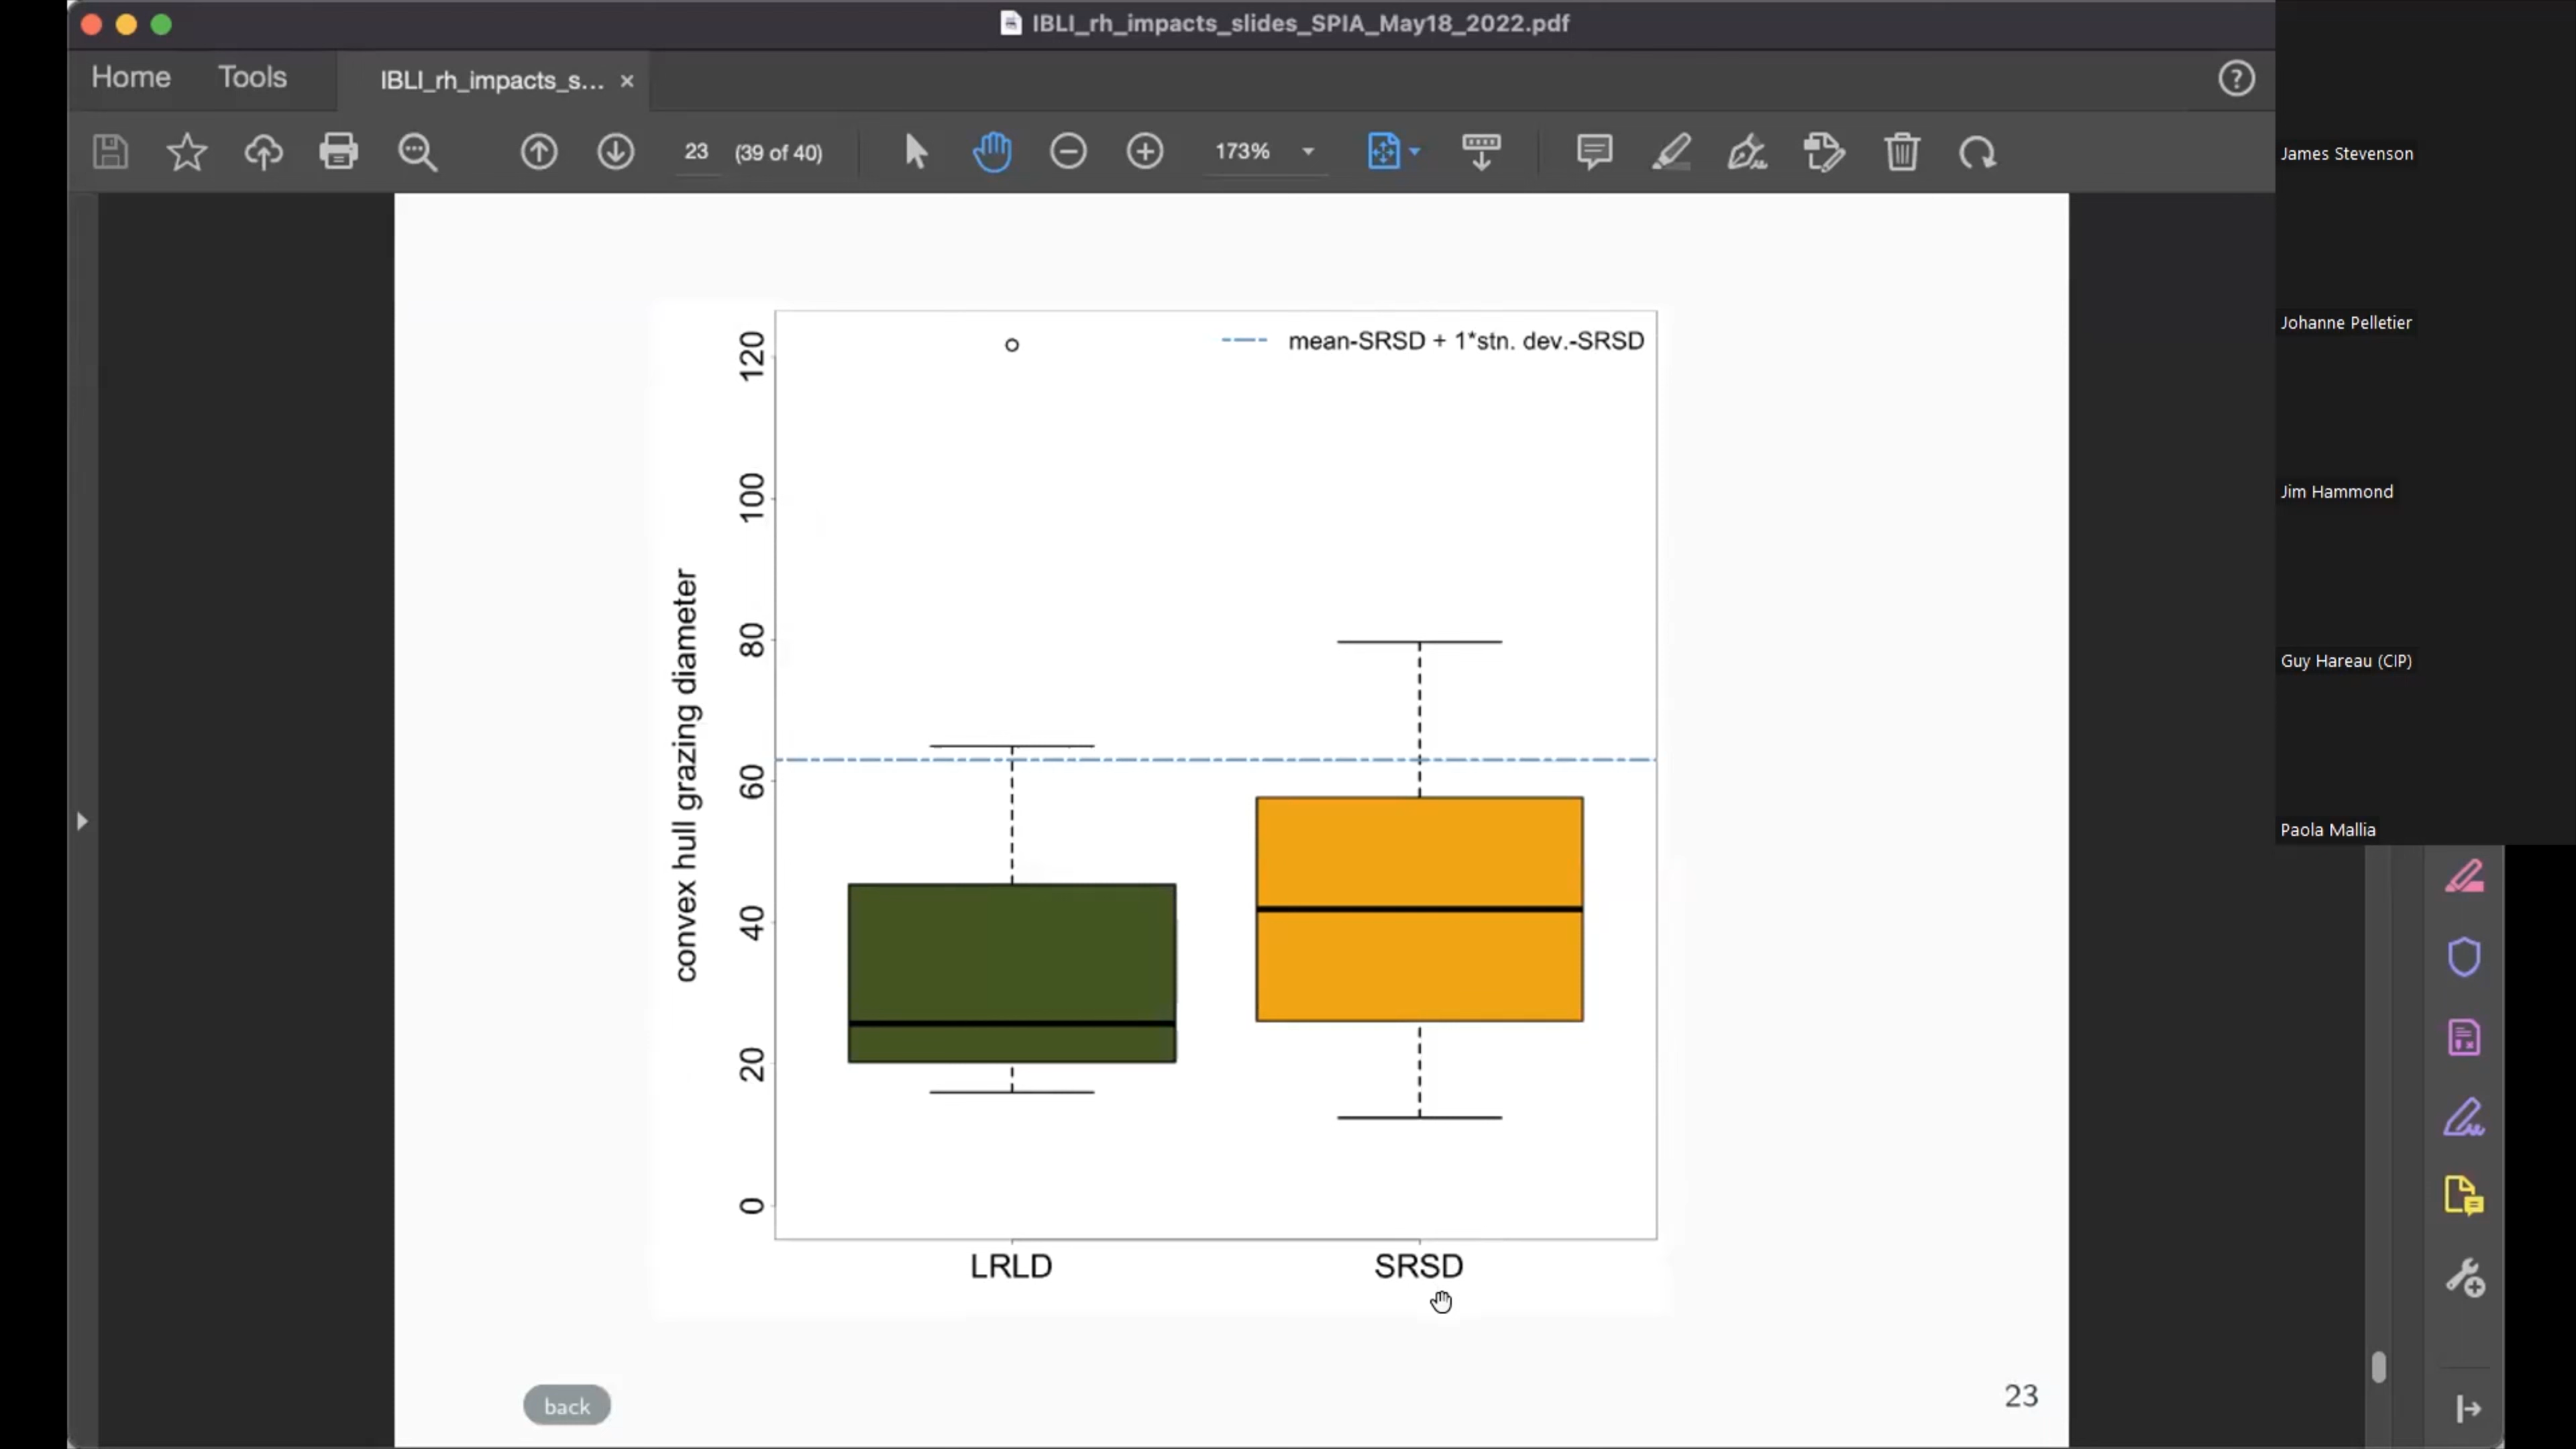 IBLI_rh_impacts_slides_SPIA_May18_2022.pdf
Home Tools IBLI_rh_impacts_s... ×
23 (39 of 40) 173%
James Stevenson
Johanne Pelletier
Jim Hammond
Guy Hareau (CIP)
Paola Mallia
mean-SRSD + 1*stn. dev.-SRSD
convex hull grazing diameter
120
100
80
60
40
20
0
LRLD SRSD
back
23